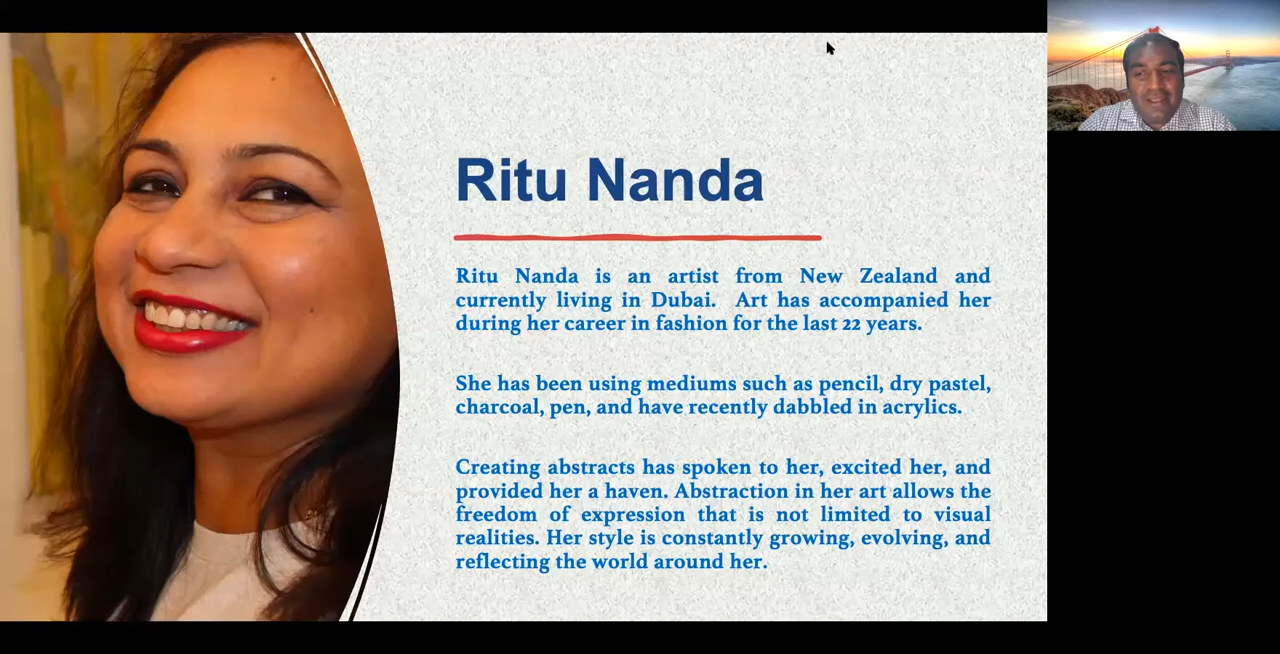 Ritu Nanda
Ritu Nanda is an artist from New Zealand and
currently living in Dubai. Art has accompanied her
during her career in fashion for the last 22 years.
She has been using mediums such as pencil, dry pastel,
charcoal, pen, and have recently dabbled in acrylics.
Creating abstracts has spoken to her, excited her, and
provided her a haven. Abstraction in her art allows the
freedom of expression that is not limited to visual
realities. Her style is constantly growing, evolving, and
reflecting the world around her.